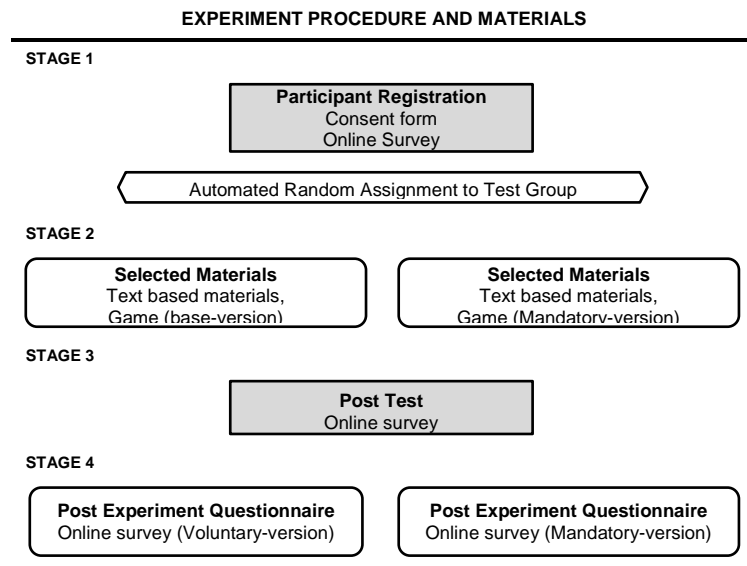 EXPERIMENT PROCEDURE AND MATERIALS
STAGE 1
Participant Registration
Consent form
Online Survey
Automated Random Assignment to Test Group
STAGE 2
Selected Materials
Text based materials,
Game (base-version)
Selected Materials
Text based materials,
Game (Mandatory-version)
STAGE 3
Post Test
Online survey
STAGE 4
Post Experiment Questionnaire
Online survey (Voluntary-version)
Post Experiment Questionnaire
Online survey (Mandatory-version)